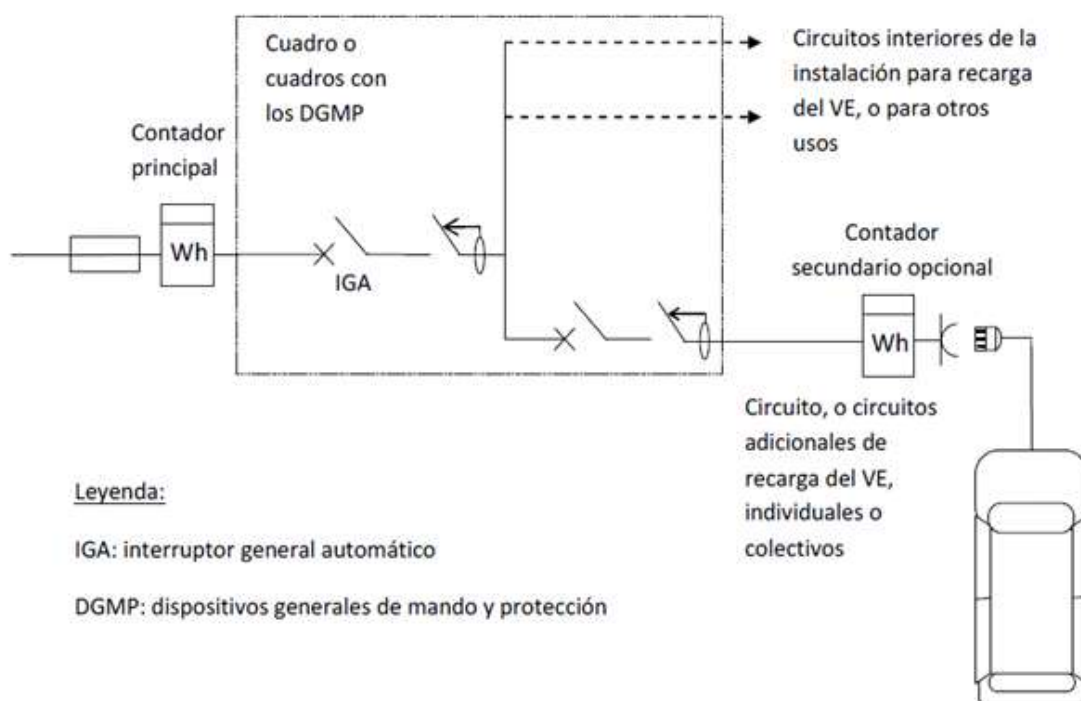 Cuadro o
cuadros con
los DGMP
Circuitos interiores de la
instalación para recarga
del VE, o para otros
usos
Contador
principal
Wh
IGA
Contador
secundario opcional
Wh
Circuito, o circuitos
adicionales de
recarga del VE,
individuales o
colectivos
Leyenda:
IGA: interruptor general automático
DGMP: dispositivos generales de mando y protección